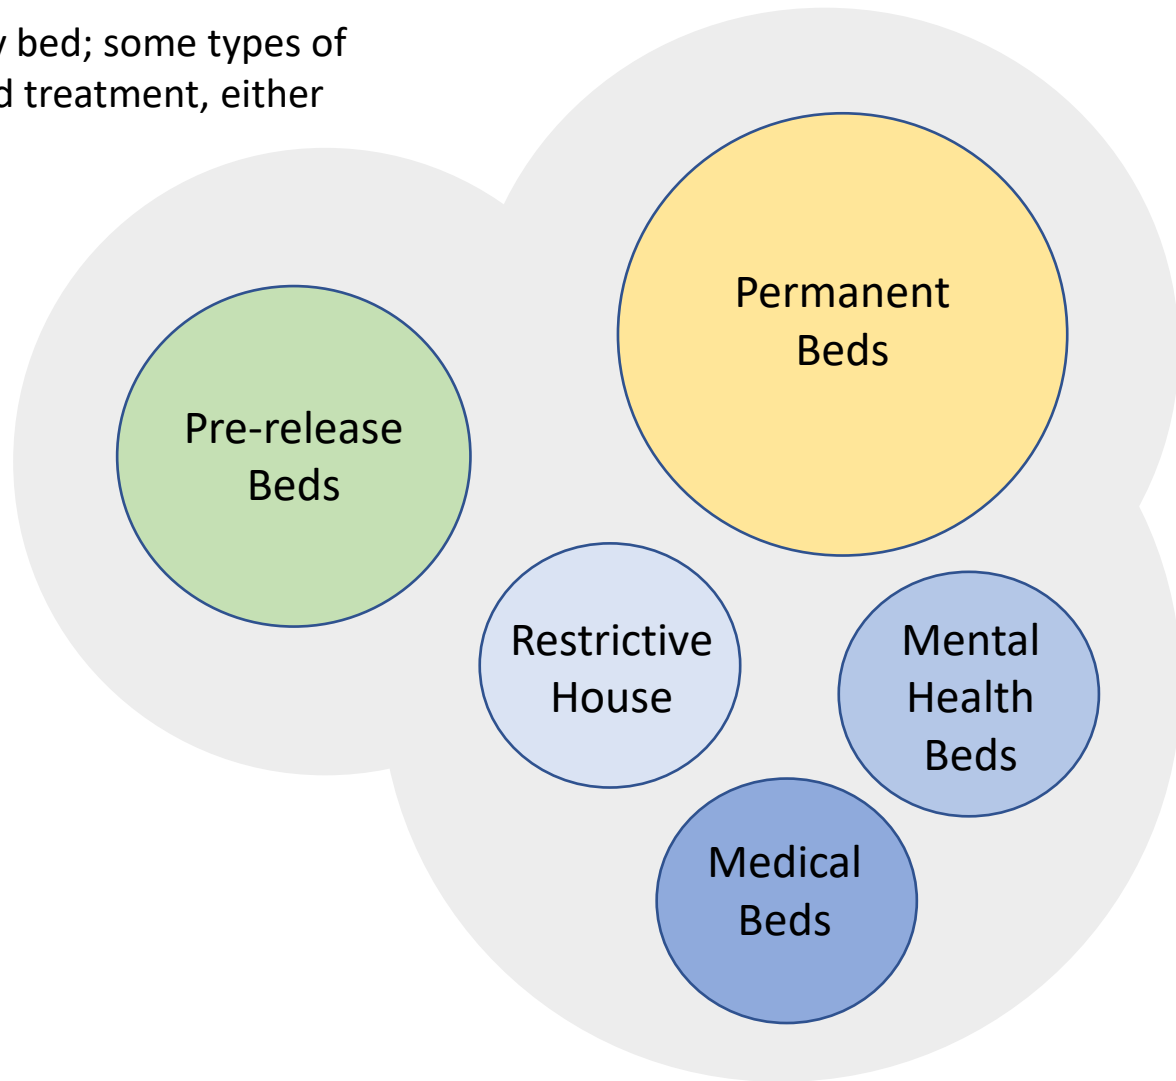 bed; some types of
treatment, either
Permanent
Beds
Pre-release
Beds
Restrictive
House
Mental
Health
Beds
Medical
Beds